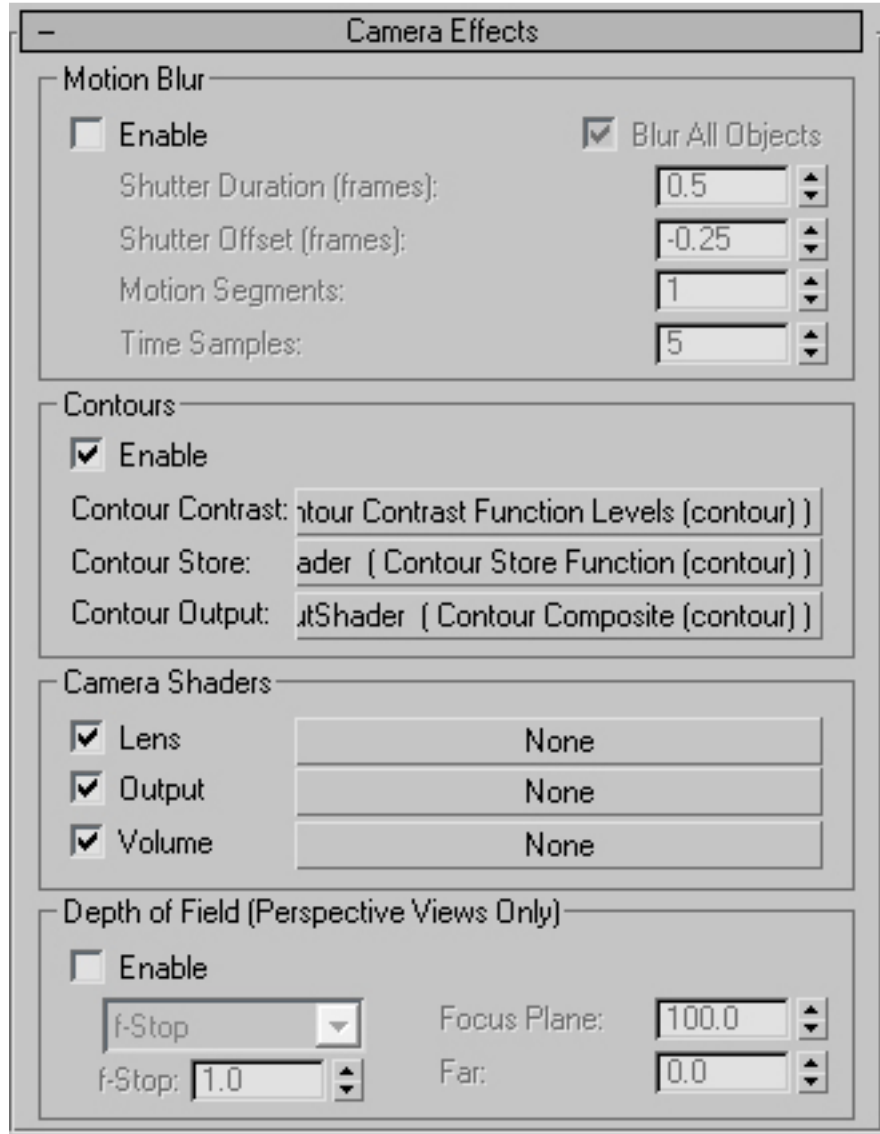 Camera Effects
Motion Blur
Enable
Blur All Objects
Shutter Duration (frames): 0.5
Shutter Offset (frames): -0.25
Motion Segments: 1
Time Samples: 5
Contours
Enable
Contour Contrast: ntour Contrast Function Levels (contour) )
Contour Store: ader ( Contour Store Function (contour) )
Contour Output: utShader ( Contour Composite (contour) )
Camera Shaders
Lens None
Output None
Volume None
Depth of Field (Perspective Views Only)
Enable
f-Stop Focus Plane: 100.0
f-Stop: 1.0 Far: 0.0